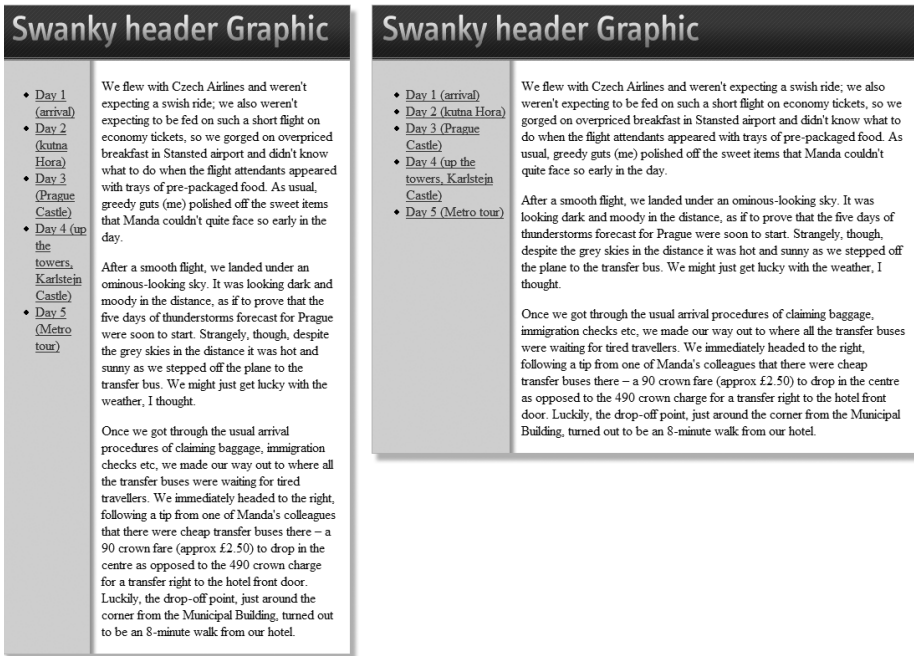 Swanky header Graphic
Day 1
(arrival)
Day 2
(kutna
Hora)
Day 3
(Prague
Castle)
Day 4 (up
the
towers,
Karlstejn
Castle)
Day 5
(Metro
tour)
We flew with Czech Airlines and weren't
expecting a swish ride; we also weren't
expecting to be fed on such a short flight on
economy tickets, so we gorged on overpriced
breakfast in Stansted airport and didn't know
what to do when the flight attendants appeared
with trays of pre-packaged food. As usual,
greedy guts (me) polished off the sweet items
that Manda couldn't quite face so early in the
day.
After a smooth flight, we landed under an
ominous-looking sky. It was looking dark and
moody in the distance, as if to prove that the
five days of thunderstorms forecast for Prague
were soon to start. Strangely, though, despite
the grey skies in the distance it was hot and
sunny as we stepped off the plane to the
transfer bus. We might just get lucky with the
weather, I thought.
Once we got through the usual arrival
procedures of claiming baggage, immigration
checks etc, we made our way out to where all
the transfer buses were waiting for tired
travellers. We immediately headed to the right,
following a tip from one of Manda's colleagues
that there were cheap transfer buses there – a
90 crown fare (approx £2.50) to drop in the
centre as opposed to the 490 crown charge
for a transfer right to the hotel front door.
Luckily, the drop-off point, just around the
corner from the Municipal Building, turned out
to be an 8-minute walk from our hotel.
Swanky header Graphic
Day 1 (arrival)
Day 2 (kutna Hora)
Day 3 (Prague
Castle)
Day 4 (up the
towers, Karlstejn
Castle)
Day 5 (Metro tour)
We flew with Czech Airlines and weren't expecting a swish ride; we also
weren't expecting to be fed on such a short flight on economy tickets, so we
gorged on overpriced breakfast in Stansted airport and didn't know what to
do when the flight attendants appeared with trays of pre-packaged food. As
usual, greedy guts (me) polished off the sweet items that Manda couldn't
quite face so early in the day.
After a smooth flight, we landed under an ominous-looking sky. It was
looking dark and moody in the distance, as if to prove that the five days of
thunderstorms forecast for Prague were soon to start. Strangely, though,
despite the grey skies in the distance it was hot and sunny as we stepped off
the plane to the transfer bus. We might just get lucky with the weather, I
thought.
Once we got through the usual arrival procedures of claiming baggage,
immigration checks etc, we made our way out to where all the transfer buses
were waiting for tired travellers. We immediately headed to the right,
following a tip from one of Manda's colleagues that there were cheap
transfer buses there – a 90 crown fare (approx £2.50) to drop in the centre
as opposed to the 490 crown charge for a transfer right to the hotel front
door. Luckily, the drop-off point, just around the corner from the Municipal
Building, turned out to be an 8-minute walk from our hotel.